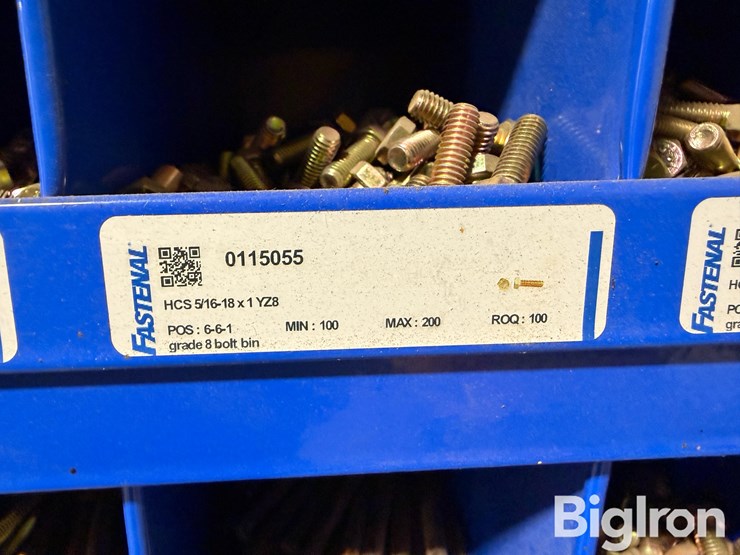 FASTENAL
0115055
HCS 5/16-18 x 1 YZ8
POS : 6-6-1 MIN : 100 MAX : 200 ROQ : 100
grade 8 bolt bin
FASTENAL
BigIron